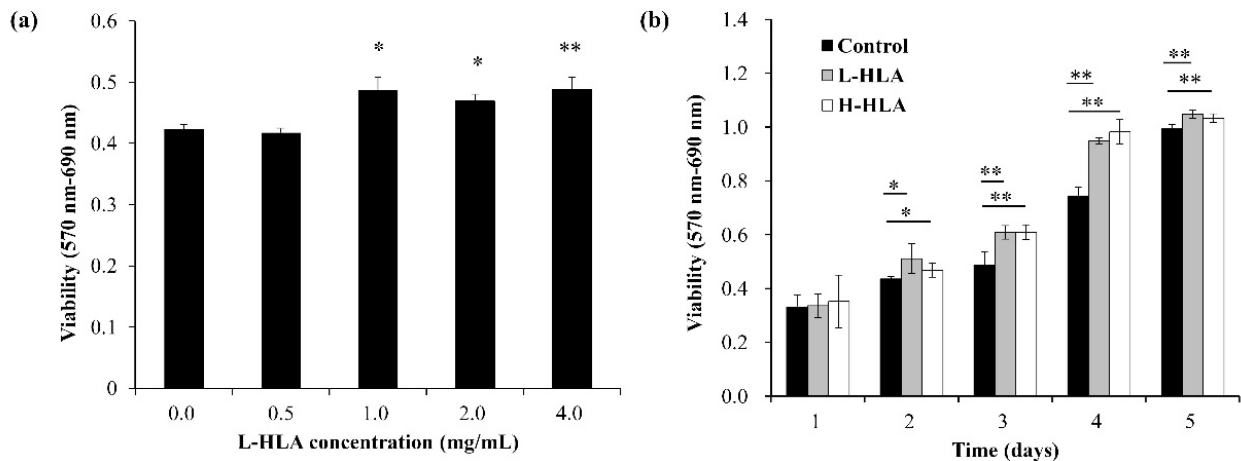 (a)
Viability (570 nm-690 nm)
0.6
0.5
0.4
0.3
0.2
0.1
0
*
*
**
0.0 0.5 1.0 2.0 4.0
L-HLA concentration (mg/mL)
(b)
Viability (570 nm-690 nm)
1.4
1.2
1.0
0.8
0.6
0.4
0.2
0.0
Control
L-HLA
H-HLA
*
*
**
**
**
**
**
**
1 2 3 4 5
Time (days)